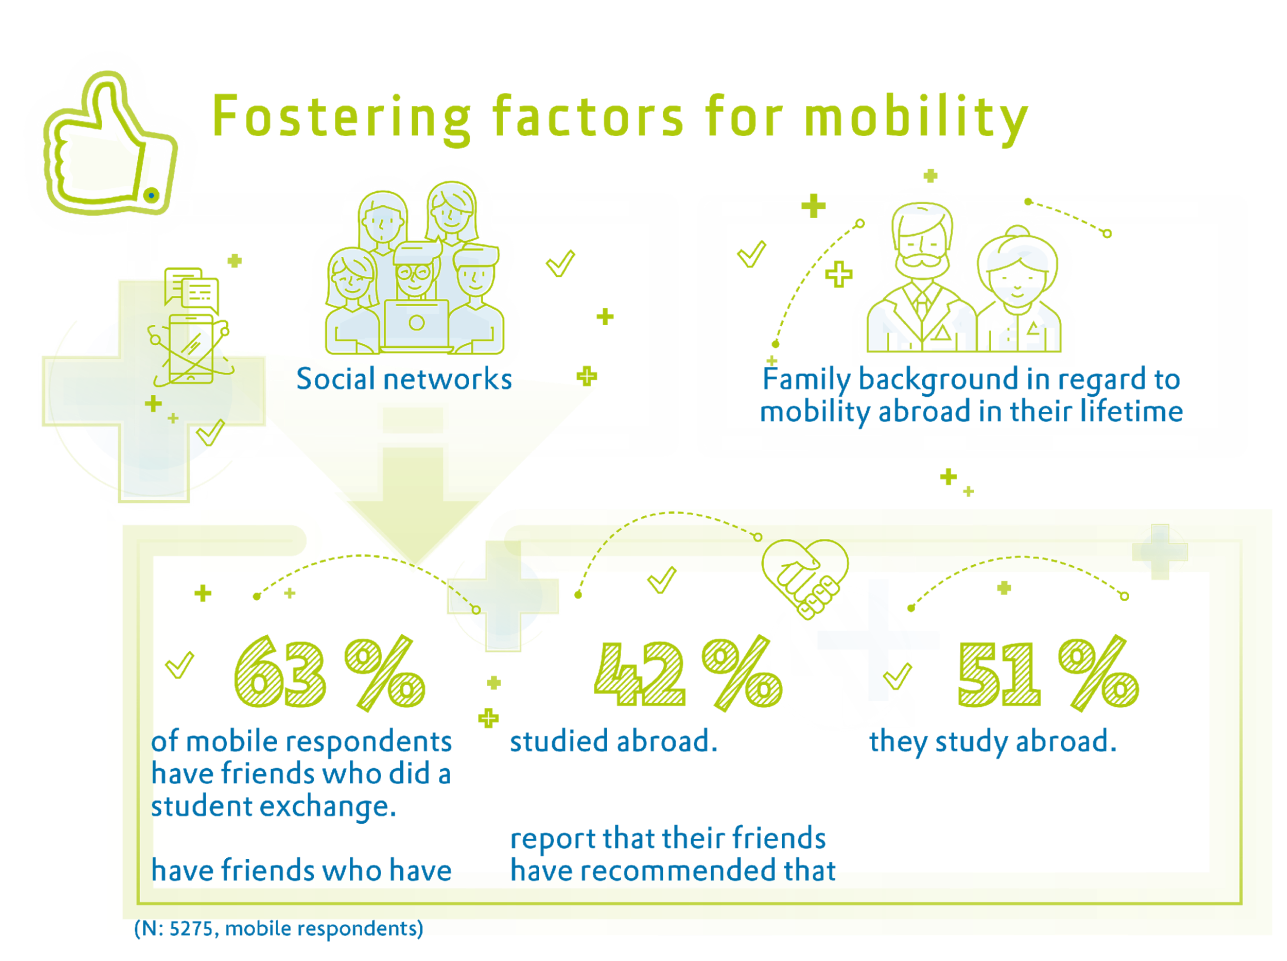 Fostering factors for mobility
Social networks
Family background in regard to
mobility abroad in their lifetime
63 %
of mobile respondents
have friends who did a
student exchange.
have friends who have
42 %
studied abroad.
report that their friends
have recommended that
51 %
they study abroad.
(N: 5275, mobile respondents)